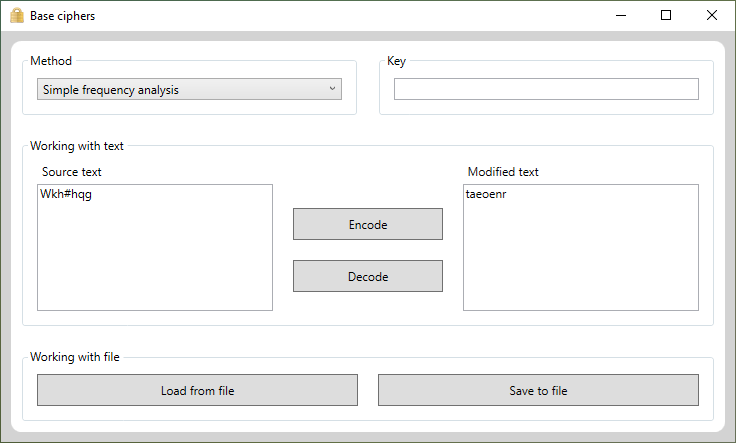 Base ciphers
Method
Simple frequency analysis
Key
Working with text
Source text
Wkh#hqg
Encode
Decode
Modified text
taeoenr
Working with file
Load from file
Save to file